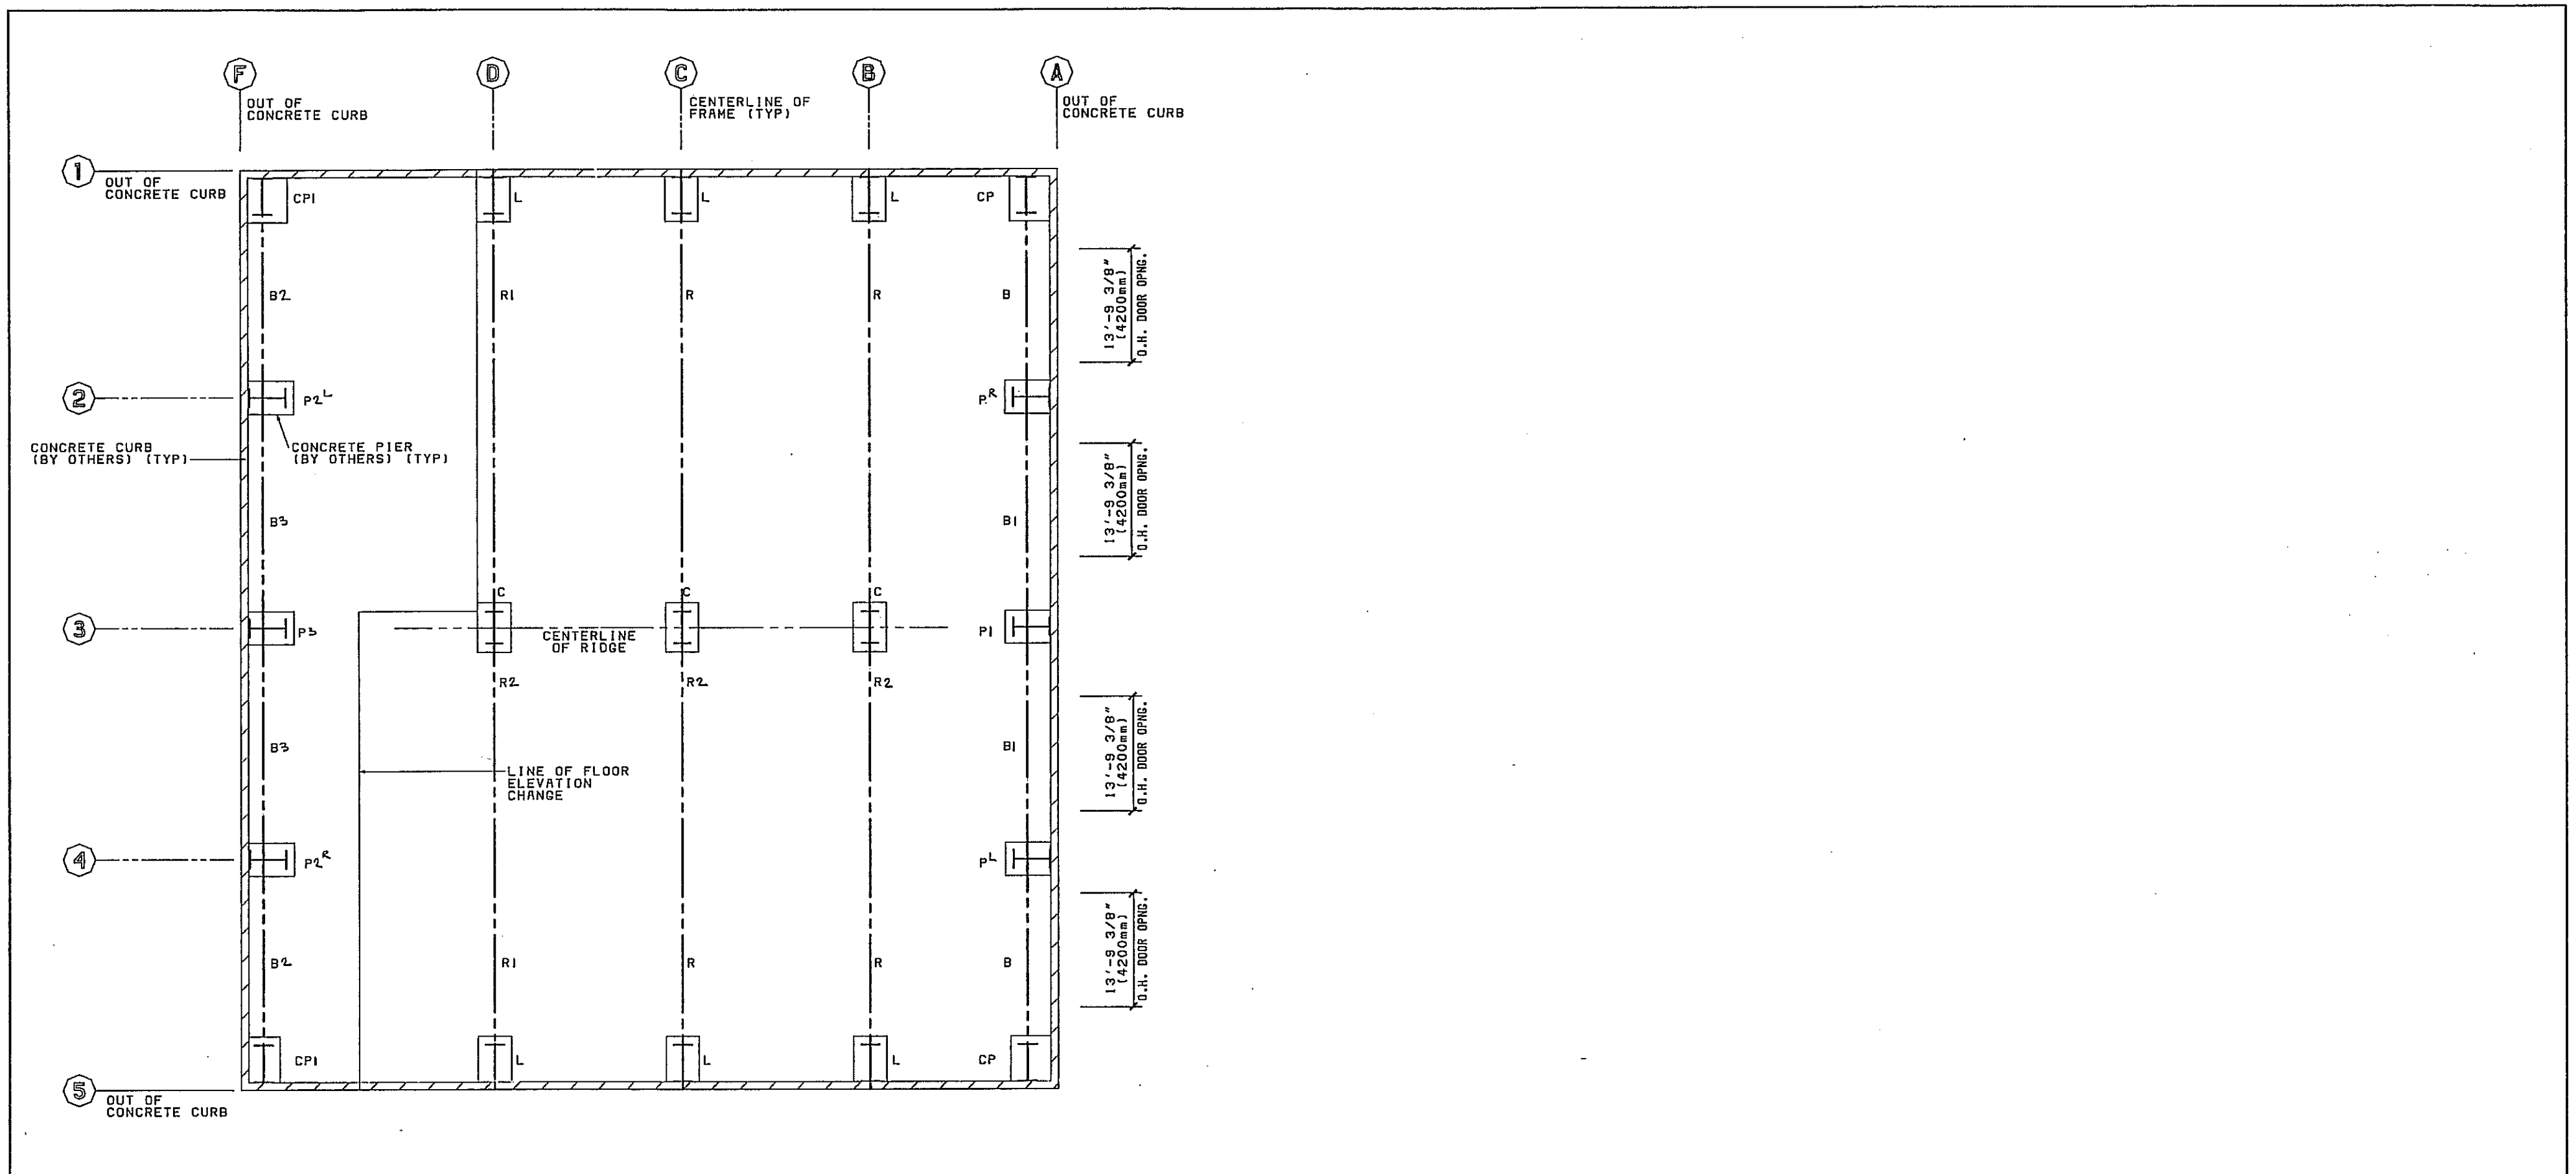 F
D
C
B
A
OUT OF
CONCRETE CURB
CENTERLINE OF
FRAME (TYP)
OUT OF
CONCRETE CURB
1
OUT OF
CONCRETE CURB
CP1
L
L
L
CP
13'-9 3/8"
(4200mm)
O.H. DOOR OPNG.
B2
R1
R
R
B
2
P2L
PR
CONCRETE CURB
(BY OTHERS) (TYP)
CONCRETE PIER
(BY OTHERS) (TYP)
13'-9 3/8"
(4200mm)
O.H. DOOR OPNG.
B3
B1
C
C
C
3
P3
CENTERLINE
OF RIDGE
P1
R2
R2
R2
13'-9 3/8"
(4200mm)
O.H. DOOR OPNG.
B3
B1
LINE OF FLOOR
ELEVATION
CHANGE
4
P2R
PL
13'-9 3/8"
(4200mm)
O.H. DOOR OPNG.
B2
R1
R
R
B
CP1
L
L
L
CP
5
OUT OF
CONCRETE CURB